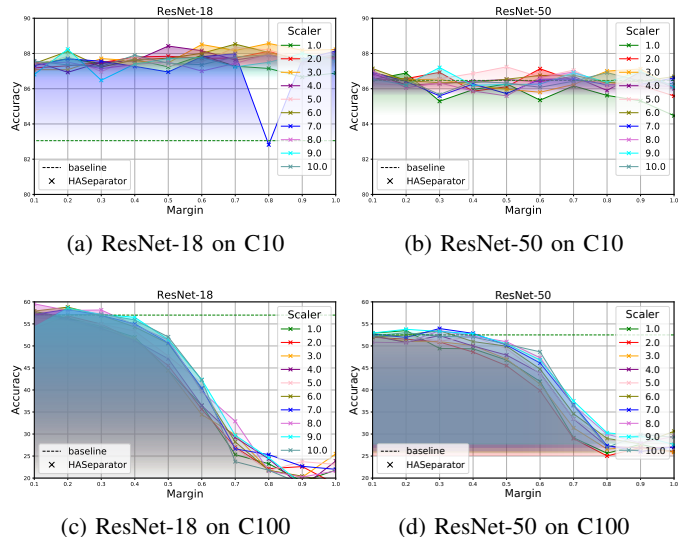 ResNet-18
Accuracy
90
88
86
84
82
80
0.1 0.2 0.3 0.4 0.5 0.6 0.7 0.8 0.9 1.0
Margin
baseline
HASeparator
Scaler
1.0
2.0
3.0
4.0
5.0
6.0
7.0
8.0
9.0
10.0
(a) ResNet-18 on C10
ResNet-50
Accuracy
90
88
86
84
82
80
0.1 0.2 0.3 0.4 0.5 0.6 0.7 0.8 0.9 1.0
Margin
baseline
HASeparator
Scaler
1.0
2.0
3.0
4.0
5.0
6.0
7.0
8.0
9.0
10.0
(b) ResNet-50 on C10
ResNet-18
Accuracy
60
55
50
45
40
35
30
25
20
0.1 0.2 0.3 0.4 0.5 0.6 0.7 0.8 0.9 1.0
Margin
baseline
HASeparator
Scaler
1.0
2.0
3.0
4.0
5.0
6.0
7.0
8.0
9.0
10.0
(c) ResNet-18 on C100
ResNet-50
Accuracy
60
55
50
45
40
35
30
25
20
0.1 0.2 0.3 0.4 0.5 0.6 0.7 0.8 0.9 1.0
Margin
baseline
HASeparator
Scaler
1.0
2.0
3.0
4.0
5.0
6.0
7.0
8.0
9.0
10.0
(d) ResNet-50 on C100